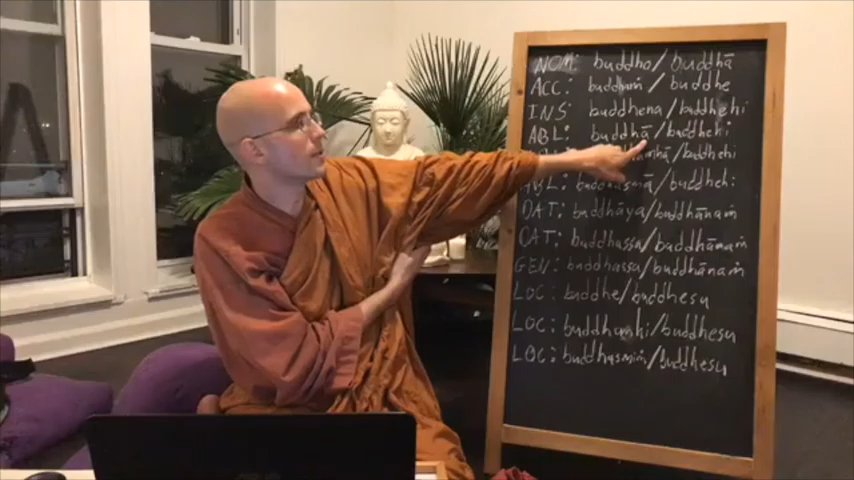 NOM: buddho/buddhā
ACC: buddhaṁ/buddhe
INS: buddhena/buddhehi
ABL: buddhā/buddhehi
buddhehi
ABL: buddhasmā/buddhehi
DAT: buddhāya/buddhānaṁ
DAT: buddhassa/buddhānaṁ
GEN: buddhassa/buddhānaṁ
LOC: buddhe/buddhesu
LOC: buddhamhi/buddhesu
LOC: buddhasmiṁ/buddhesu